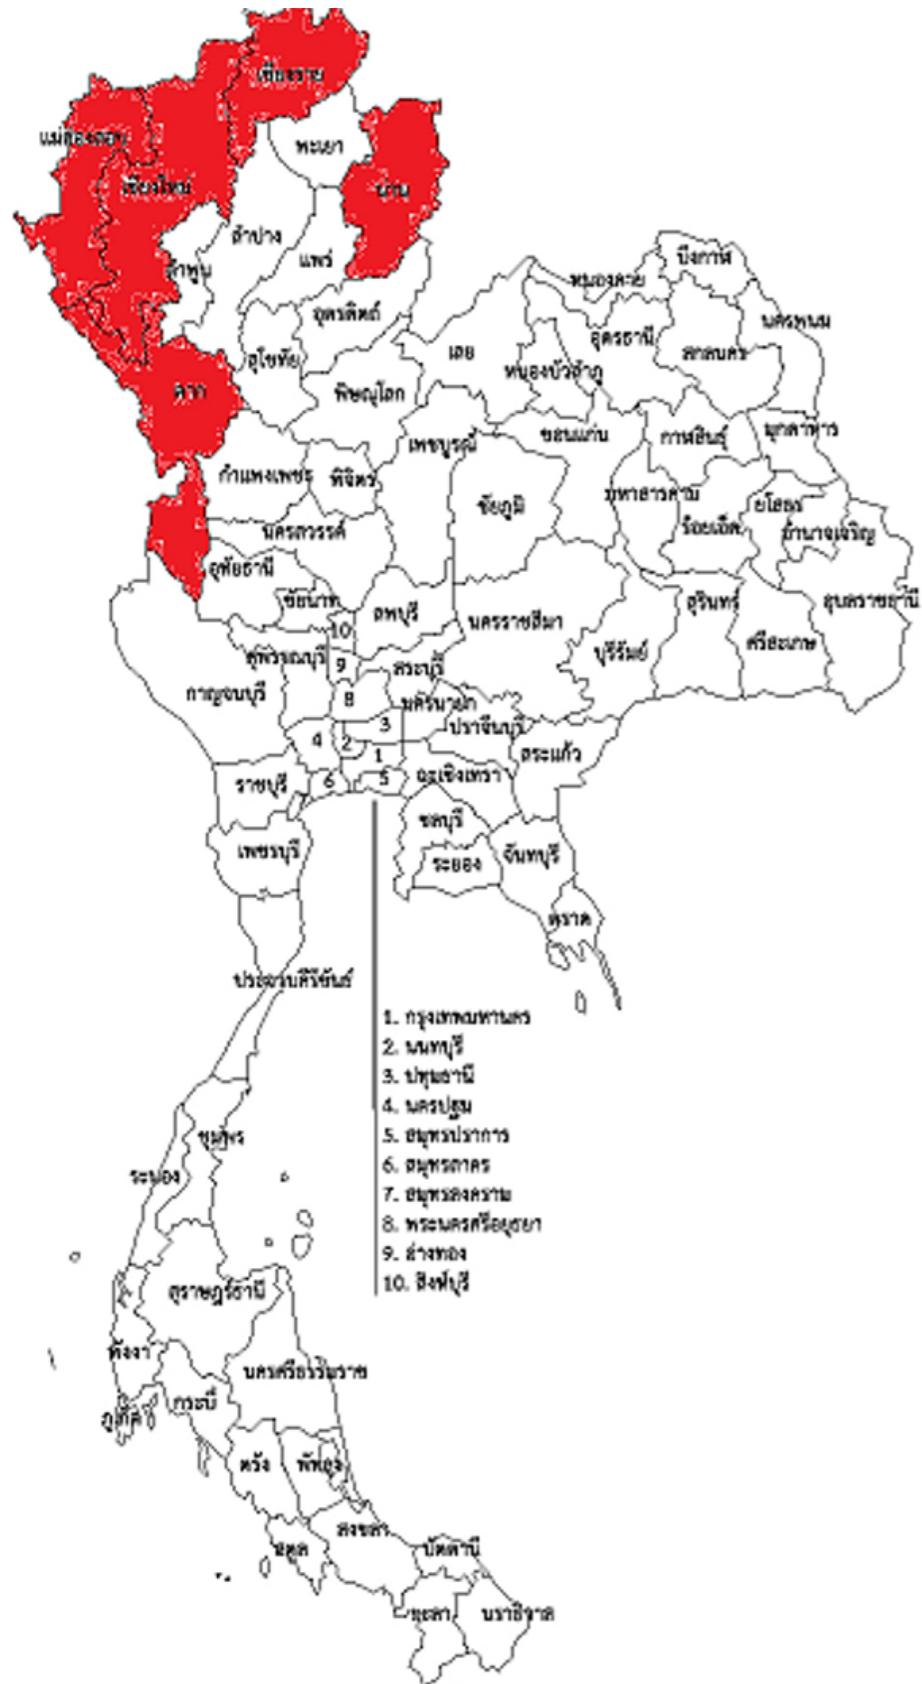 เชียงราย
แม่ฮ่องสอน
พะเยา
เชียงใหม่
น่าน
ลำปาง
แพร่
ลำพูน
บึงกาฬ
หนองคาย
อุตรดิตถ์
นครพนม
อุดรธานี
สกลนคร
สุโขทัย
เลย
หนองบัวลำภู
ตาก
พิษณุโลก
เพชรบูรณ์
ขอนแก่น
กาฬสินธุ์
มุกดาหาร
กำแพงเพชร
พิจิตร
ชัยภูมิ
มหาสารคาม
ร้อยเอ็ด
ยโสธร
อำนาจเจริญ
นครสวรรค์
อุทัยธานี
ชัยนาท
ลพบุรี
นครราชสีมา
สุรินทร์
อุบลราชธานี
10
สุพรรณบุรี
9
สระบุรี
บุรีรัมย์
ศรีสะเกษ
กาญจนบุรี
8
นครนายก
ปราจีนบุรี
3
4
2
1
สระแก้ว
ราชบุรี
6
5
ฉะเชิงเทรา
ชลบุรี
เพชรบุรี
ระยอง
จันทบุรี
ตราด
ประจวบคีรีขันธ์
1. กรุงเทพมหานคร
2. นนทบุรี
3. ปทุมธานี
4. นครปฐม
5. สมุทรปราการ
6. สมุทรสาคร
7. สมุทรสงคราม
8. พระนครศรีอยุธยา
9. อ่างทอง
10. สิงห์บุรี
ชุมพร
ระนอง
สุราษฎร์ธานี
พังงา
นครศรีธรรมราช
กระบี่
ภูเก็ต
ตรัง
พัทลุง
สงขลา
สตูล
ปัตตานี
ยะลา
นราธิวาส